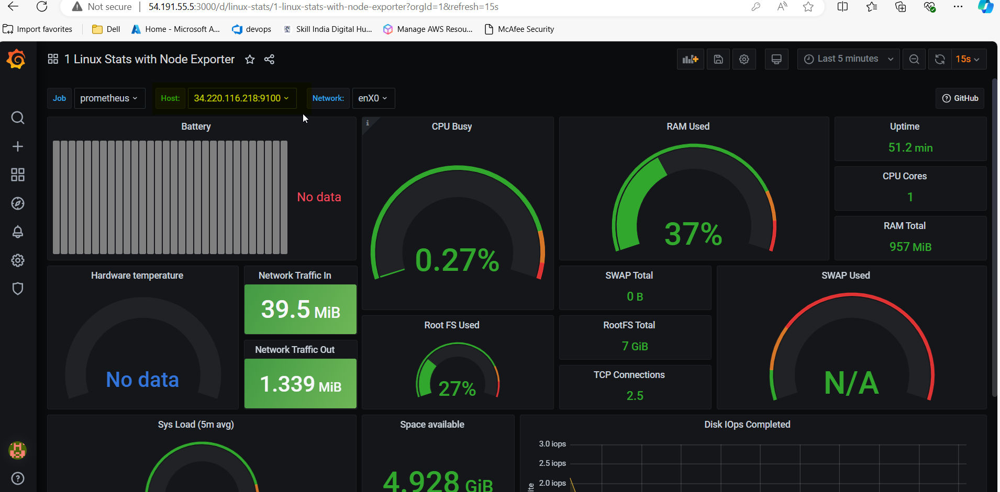 Not secure
54.191.55.5:3000/d/linux-stats/1-linux-stats-with-node-exporter?orgId=1&refresh=15s
Import favorites
Dell
Home - Microsoft A...
devops
Skill India Digital Hu...
Manage AWS Resou...
McAfee Security
1 Linux Stats with Node Exporter
Last 5 minutes
15s
Job
prometheus
Host:
34.220.116.218:9100
Network:
enX0
GitHub
Battery
No data
CPU Busy
0.27%
RAM Used
37%
Uptime
51.2 min
CPU Cores
1
RAM Total
957 MiB
Hardware temperature
No data
Network Traffic In
39.5 MiB
Network Traffic Out
1.339 MiB
Root FS Used
27%
SWAP Total
0 B
RootFS Total
7 GiB
TCP Connections
2.5
SWAP Used
N/A
Sys Load (5m avg)
Space available
4.928 GiB
Disk IOps Completed
3.0 iops
2.5 iops
2.0 iops